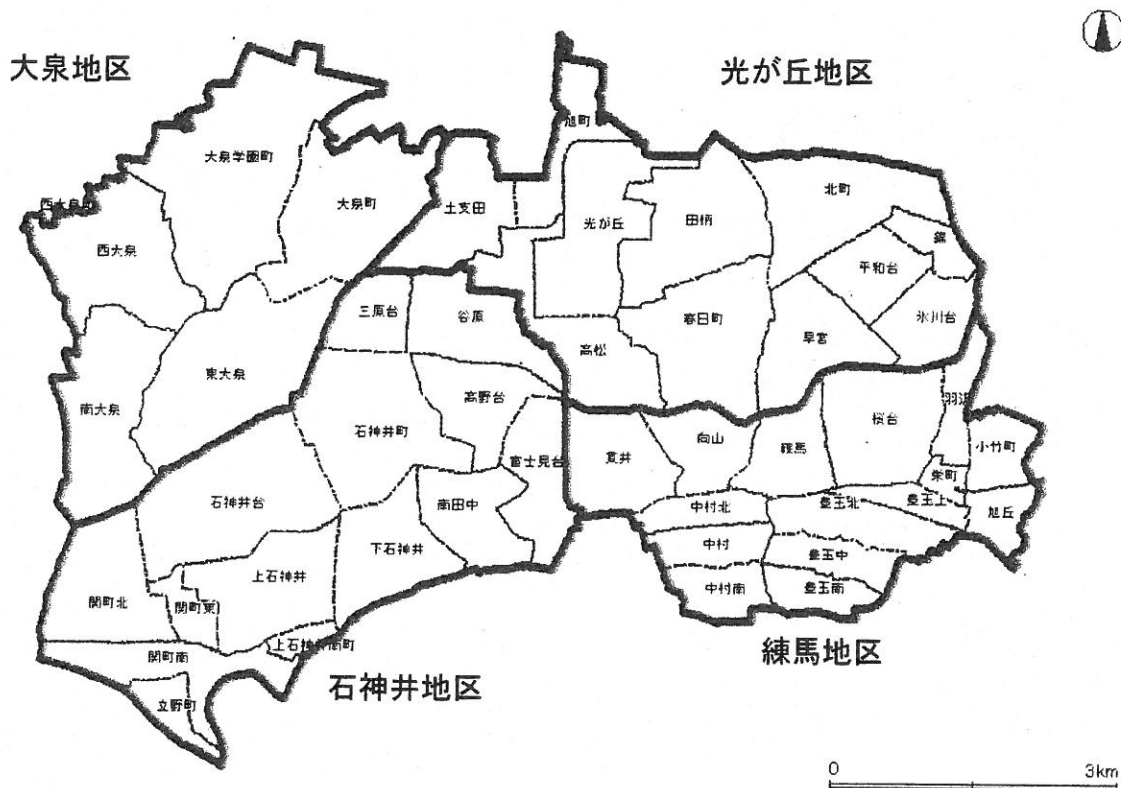 大泉地区
光が丘地区
旭町
大泉学園町
大泉町
土支田
北町
西大泉町
光が丘
田柄
錦
西大泉
平和台
三原台
谷原
春日町
氷川台
高松
早宮
東大泉
高野台
羽沢
南大泉
石神井町
向山
練馬
桜台
小竹町
富士見台
貫井
栄町
石神井台
南田中
中村北
豊玉北
豊玉上
旭丘
下石神井
中村
豊玉中
上石神井
関町北
関町東
中村南
豊玉南
上石神井南町
関町南
練馬地区
石神井地区
立野町
0 3km